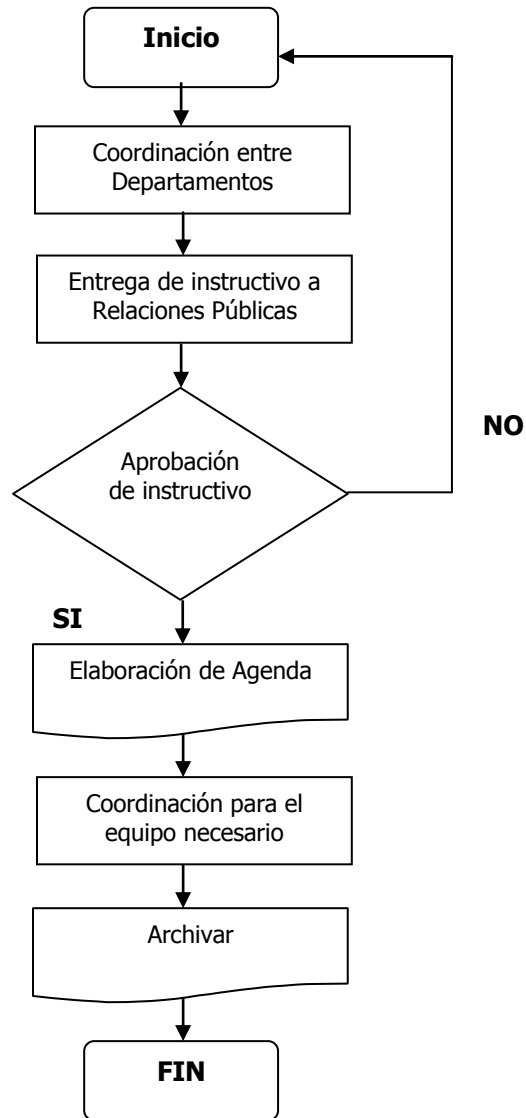 Inicio
Coordinación entre
Departamentos
Entrega de instructivo a
Relaciones Públicas
NO
Aprobación
de instructivo
SI
Elaboración de Agenda
Coordinación para el
equipo necesario
Archivar
FIN